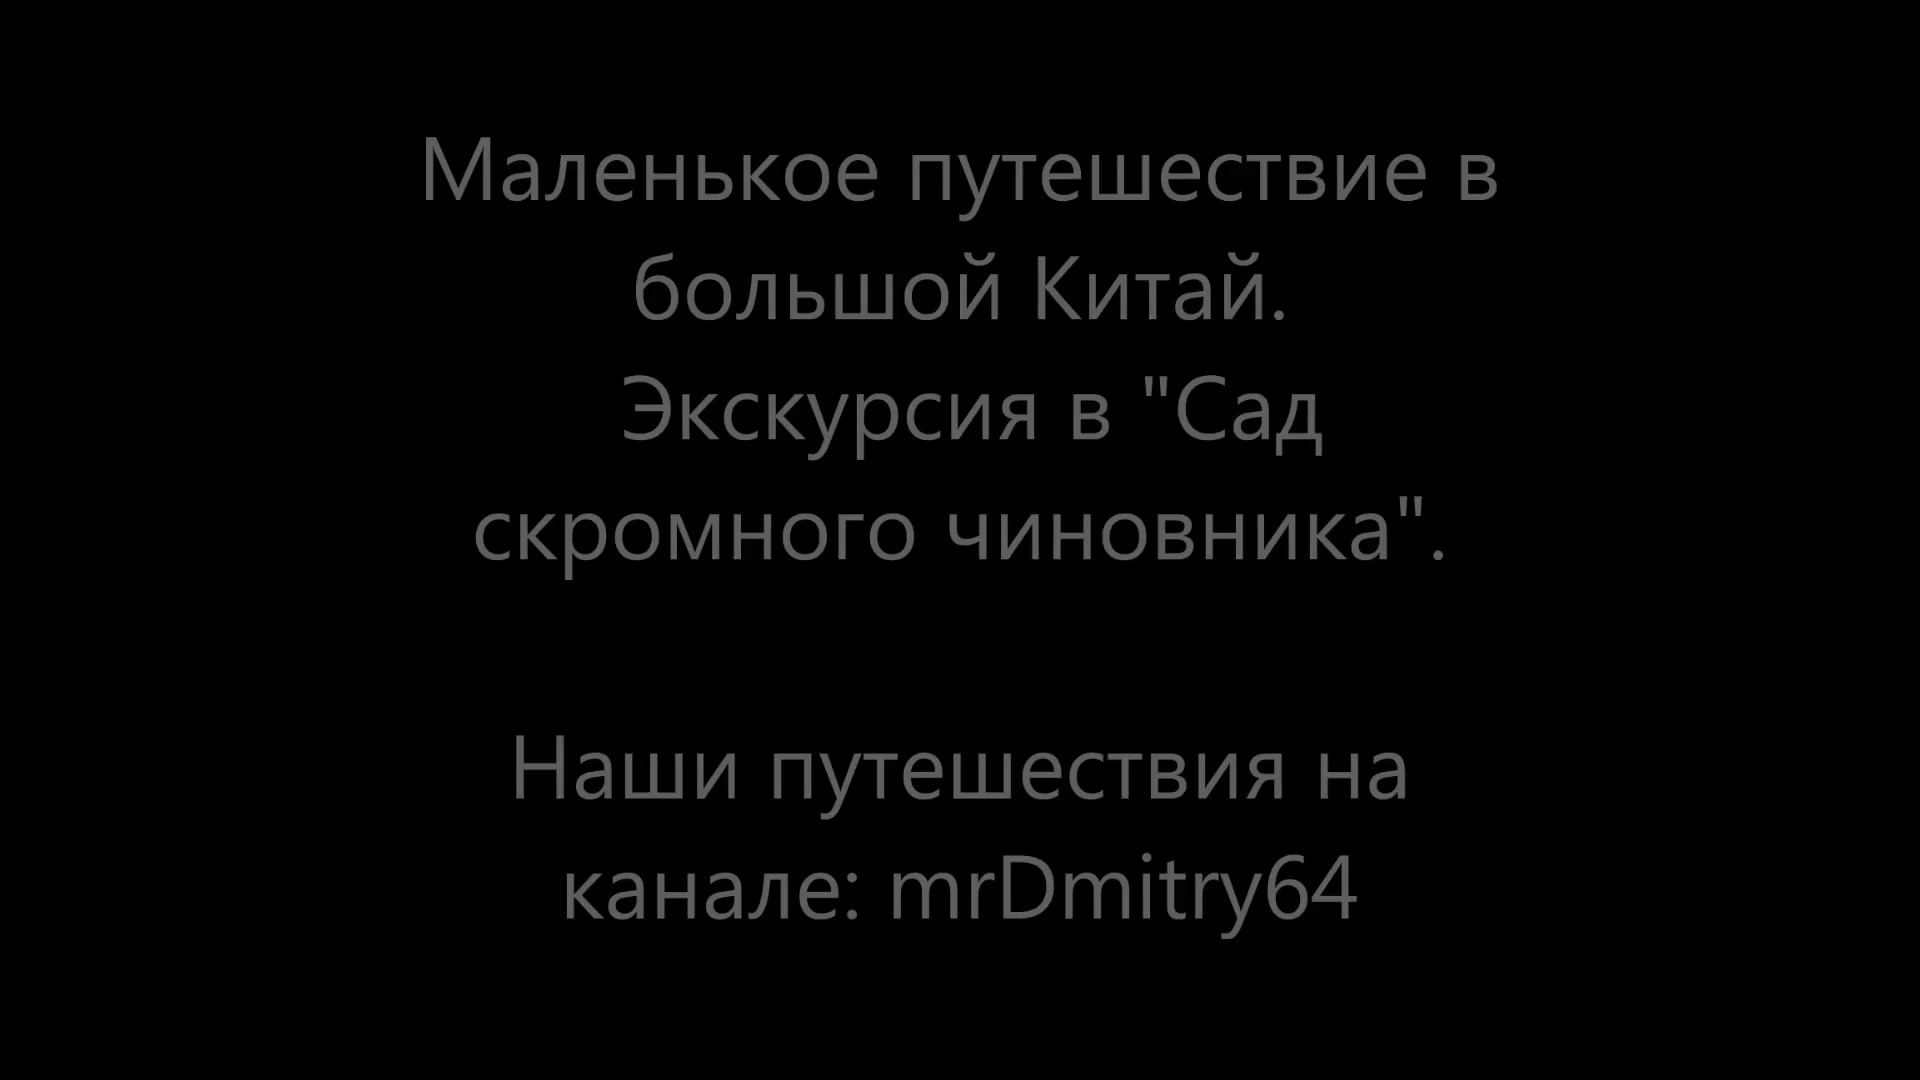 Маленькое путешествие в
большой Китай.
Экскурсия в "Сад
скромного чиновника".
Наши путешествия на
канале: mrDmitry64